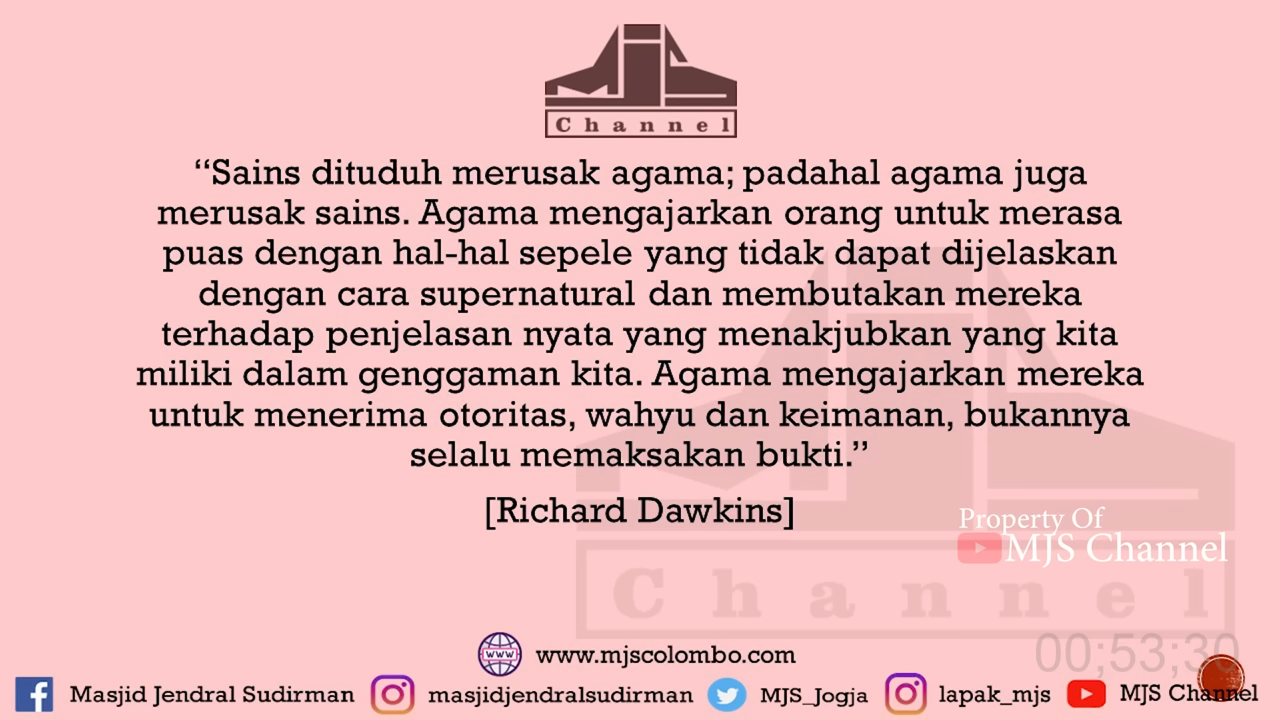 MJS
Channel
“Sains dituduh merusak agama; padahal agama juga
merusak sains. Agama mengajarkan orang untuk merasa
puas dengan hal-hal sepele yang tidak dapat dijelaskan
dengan cara supernatural dan membutakan mereka
terhadap penjelasan nyata yang menakjubkan yang kita
miliki dalam genggaman kita. Agama mengajarkan mereka
untuk menerima otoritas, wahyu dan keimanan, bukannya
selalu memaksakan bukti.”
[Richard Dawkins]
Property Of
MJS Channel
Channel
00;53;30
www www.mjscolombo.com
Masjid Jendral Sudirman masjidjendralsudirman MJS_Jogja lapak_mjs MJS Channel